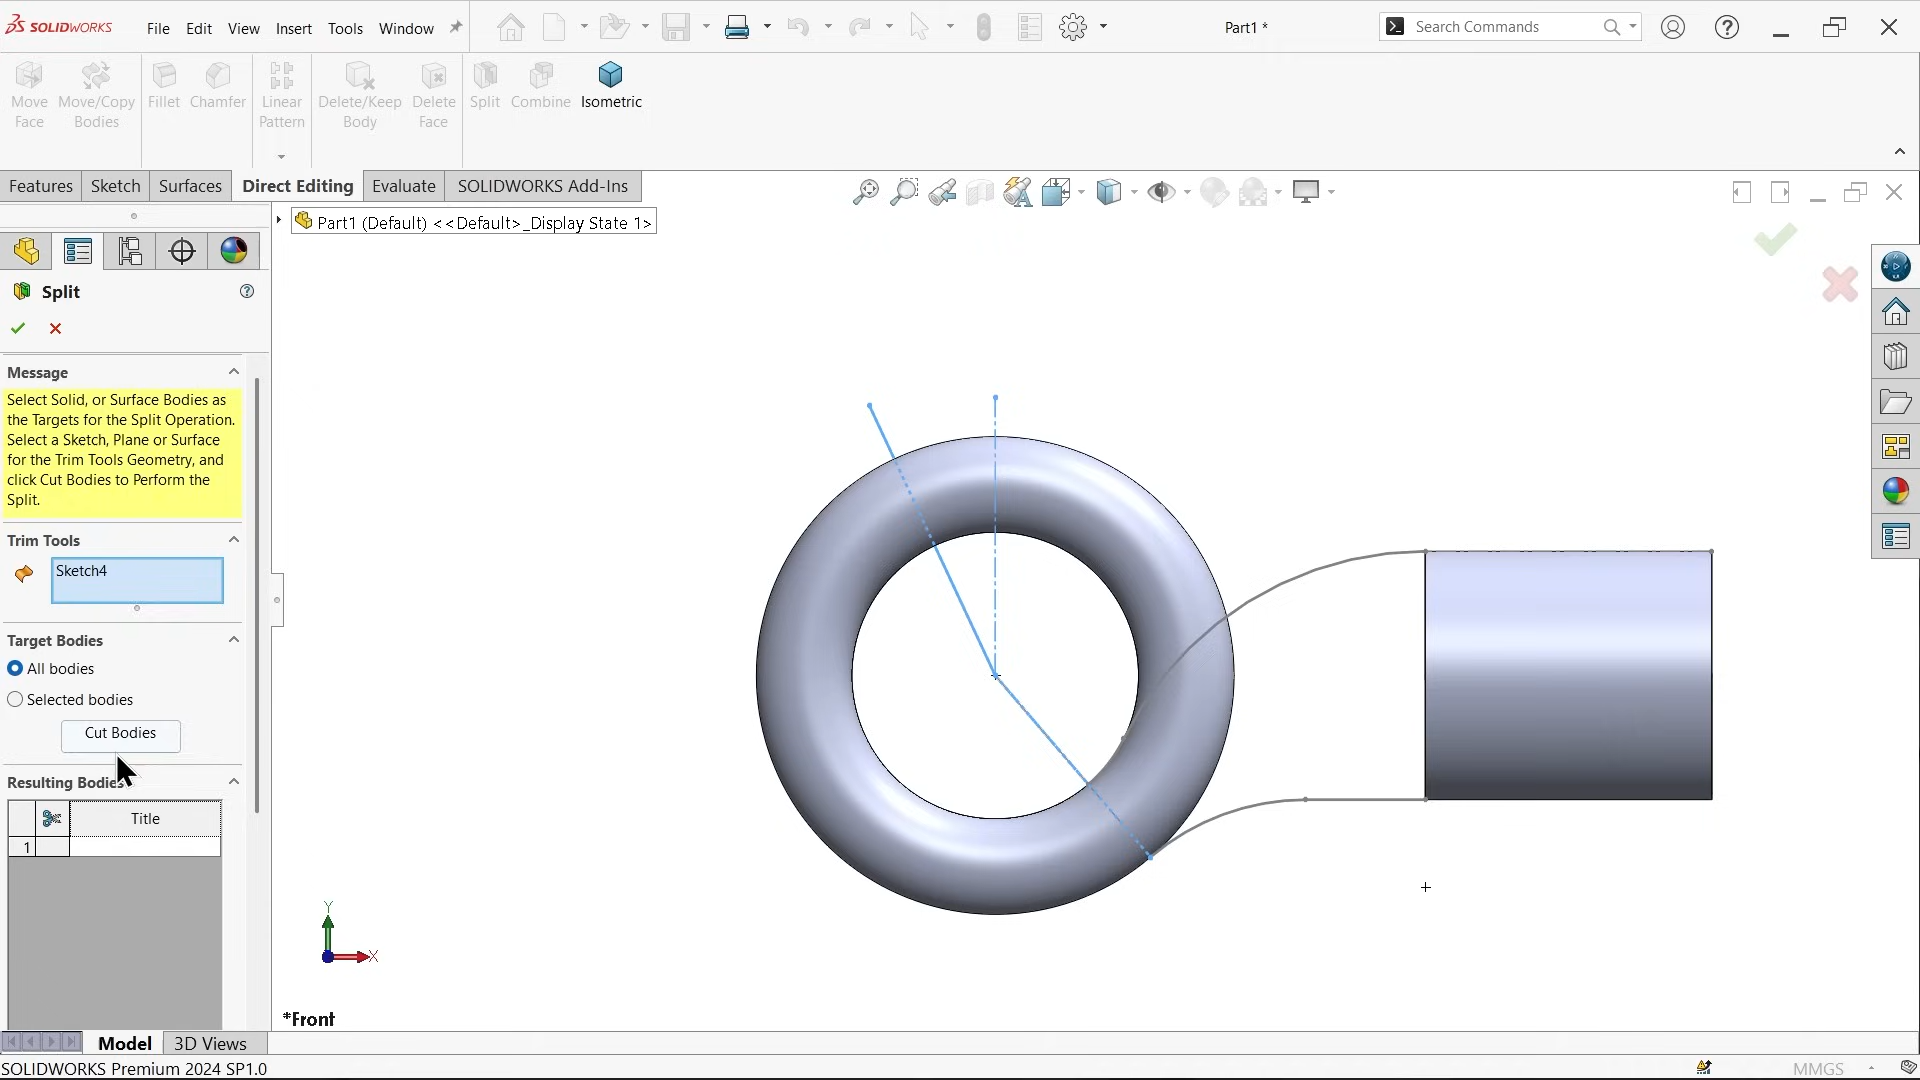 SOLIDWORKS File Edit View Insert Tools Window Part1 * Search Commands
Move Face Move/Copy Bodies Fillet Chamfer Linear Pattern Delete/Keep Body Delete Face Split Combine Isometric
Features Sketch Surfaces Direct Editing Evaluate SOLIDWORKS Add-Ins
Part1 (Default) <<Default>_Display State 1>
Split
Message
Select Solid, or Surface Bodies as
the Targets for the Split Operation.
Select a Sketch, Plane or Surface
for the Trim Tools Geometry, and
click Cut Bodies to Perform the
Split.
Trim Tools
Sketch4
Target Bodies
All bodies
Selected bodies
Cut Bodies
Resulting Bodies
Title
1
Y
X
*Front
Model 3D Views
SOLIDWORKS Premium 2024 SP1.0 MMGS